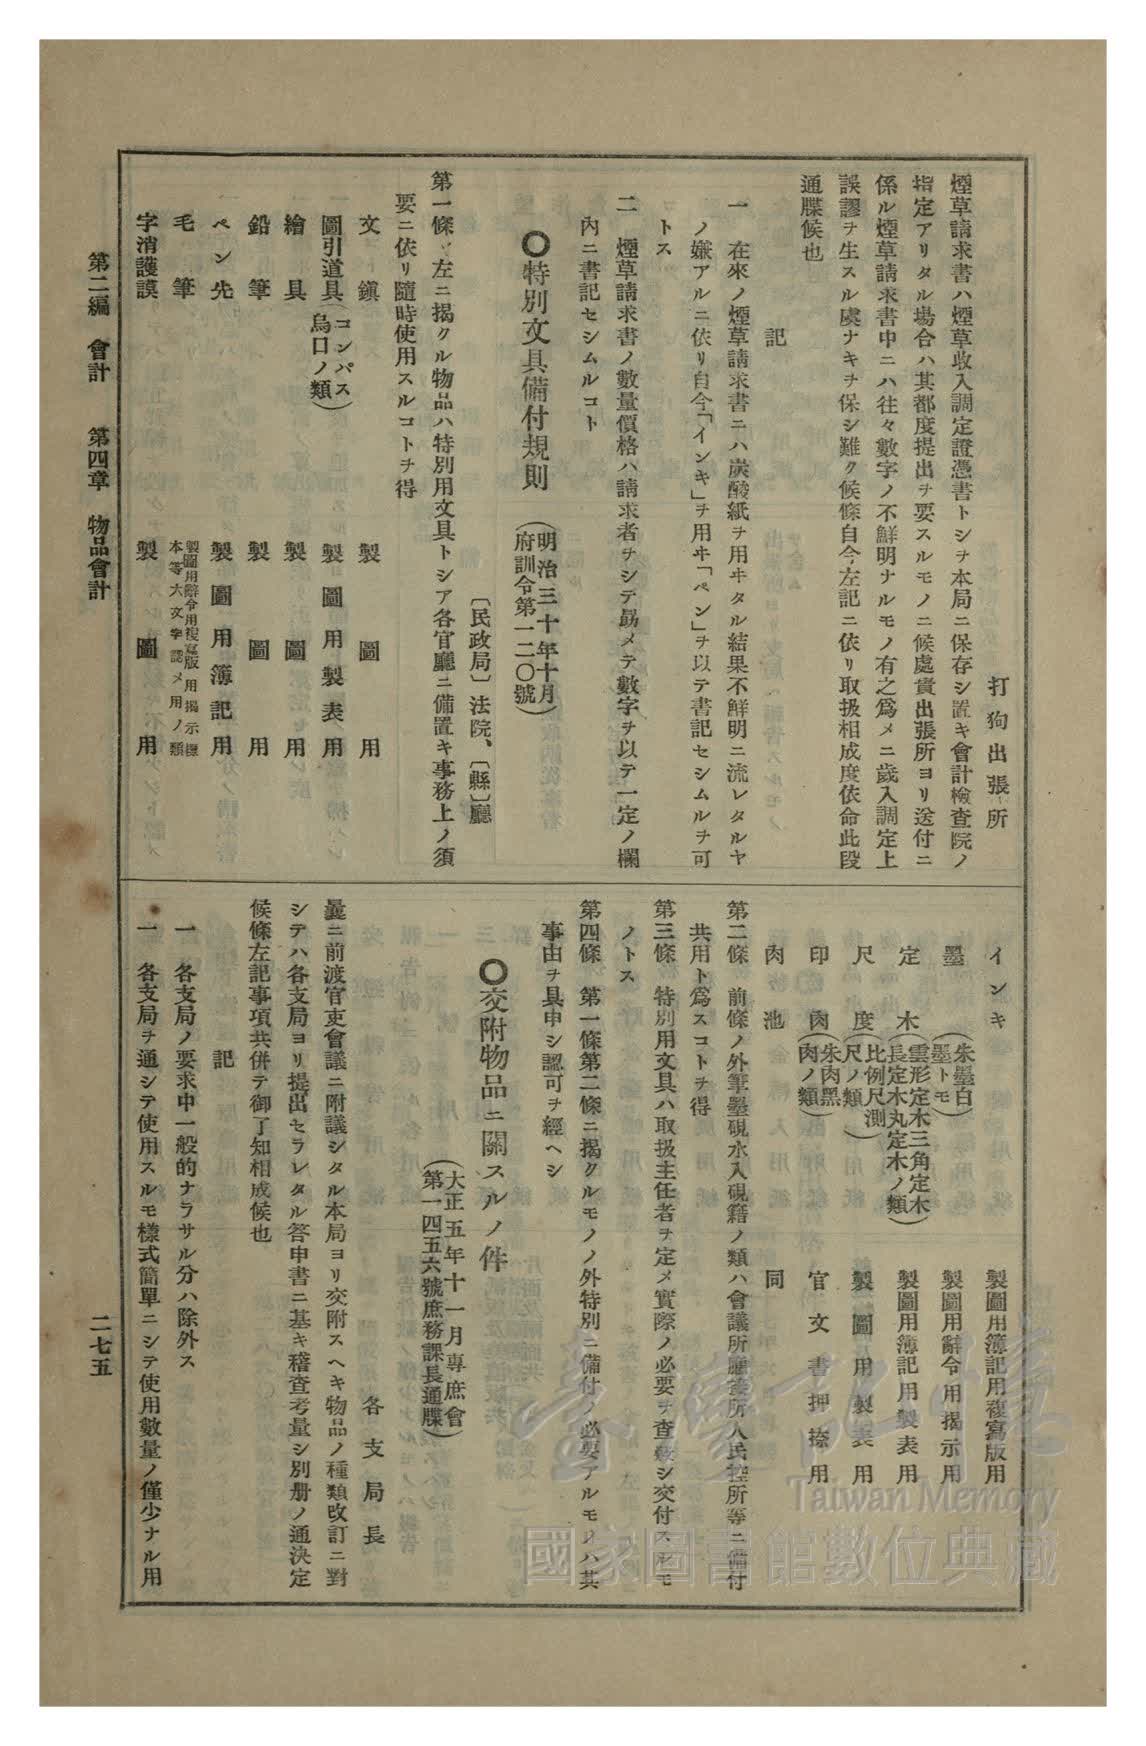 打狗出張所
煙草請求書ハ煙草收入調定證憑書トシヲ本局ニ保存シ置キ會計檢查院ノ
指定アリタル場合ハ其都度提出ヲ要スルモノニ候處貴出張所ヨリ送付ニ
係ル煙草請求書中ニハ往々數字ノ不鮮明ナルモノ有之爲メニ歲入調定上
誤謬ヲ生スル虞ナキヲ保シ難ク候條自今左記ニ依リ取扱相成度依命此段
通牒候也
記
一 在來ノ煙草請求書ニハ炭酸紙ヲ用ヰタル結果不鮮明ニ流レタルヤ
ノ嫌アルニ依リ自今「インキ」ヲ用ヰ「ペン」ヲ以テ書記セシムルヲ可
トス
二 煙草請求書ノ數量價格ハ請求者ヲシテ勗メテ數字ヲ以テ一定ノ欄
內ニ書記セシムルコト
〇特別文具備付規則
(明治三十年十月
府訓令第一二〇號)
〔民政局〕法院、〔縣〕廳
第一條 左ニ揭クル物品ハ特別用文具トシア各官廳ニ備置キ事務上ノ須
要ニ依リ隨時使用スルコトヲ得
文鎭 製圖用
圖引道具(コンパス
烏口ノ類) 製圖用製表用
繪具 製圖用
鉛筆 製圖用
ペン先 製圖用簿記用
毛筆 製圖用辭令用複寫版用揭示標
本等大文字認メ用ノ類
字消護謨 製圖用
インキ 製圖用簿記用複寫版用
墨(朱墨白
墨トモ) 製圖用辭令用揭示用
定木(雲形定木三角定木
長定木丸定木ノ類) 製圖用簿記用製表用
尺度(比例尺測
尺ノ類) 製圖用製表用
印肉(朱肉黑
肉ノ類) 官文書押捺用
肉池 同
第二條 前條ノ外筆墨硯水入硯籍ノ類ハ會議所應接所人民控所等ニ備付
共用ト爲スコトヲ得
第三條 特別用文具ハ取扱主任者ヲ定メ實際ノ必要ヲ查覈シ交付スルモ
ノトス
第四條 第一條第二條ニ揭クルモノノ外特別ニ備付ノ必要アルモノハ其
事由ヲ具申シ認可ヲ經ヘシ
〇交附物品ニ關スルノ件
(大正五年十一月專庶會
第一四五六號庶務課長通牒)
各支局長
曩ニ前渡官吏會議ニ附議シタル本局ヨリ交附スヘキ物品ノ種類改訂ニ對
シテハ各支局ヨリ提出セラレタル答申書ニ基キ稽查考量シ別册ノ通決定
候條左記事項共併テ御了知相成候也
記
一 各支局ノ要求中一般的ナラサル分ハ除外ス
一 各支局ヲ通シテ使用スルモ樣式簡單ニシテ使用數量ノ僅少ナル用
第二編 會計 第四章 物品會計
二七五
臺灣記憶
Taiwan Memory
國家圖書館數位典藏